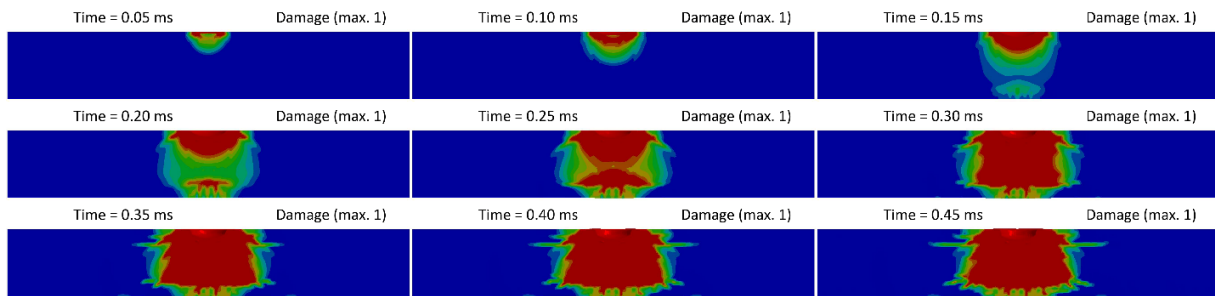 Time = 0.05 ms Damage (max. 1) Time = 0.10 ms Damage (max. 1) Time = 0.15 ms Damage (max. 1)
Time = 0.20 ms Damage (max. 1) Time = 0.25 ms Damage (max. 1) Time = 0.30 ms Damage (max. 1)
Time = 0.35 ms Damage (max. 1) Time = 0.40 ms Damage (max. 1) Time = 0.45 ms Damage (max. 1)